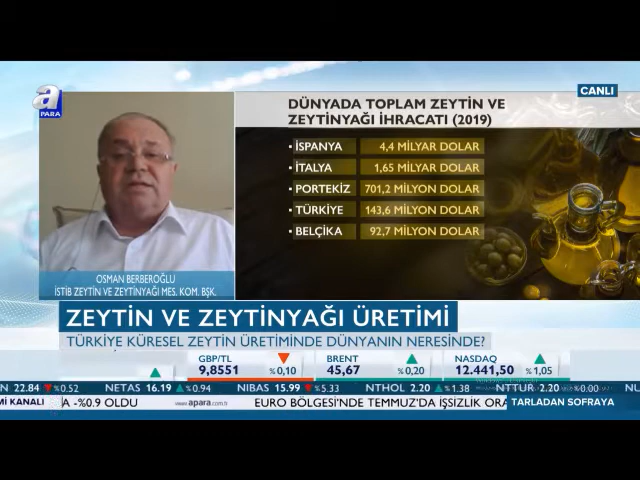 CANLI
a
PARA
DÜNYADA TOPLAM ZEYTİN VE
ZEYTİNYAĞI İHRACATI (2019)
• İSPANYA 4,4 MİLYAR DOLAR
• İTALYA 1,65 MİLYAR DOLAR
• PORTEKİZ 701,2 MİLYON DOLAR
• TÜRKİYE 143,6 MİLYON DOLAR
• BELÇİKA 92,7 MİLYON DOLAR
OSMAN BERBEROĞLU
İSTİB ZEYTİN VE ZEYTİNYAĞI MES. KOM. BŞK.
ZEYTİN VE ZEYTİNYAĞI ÜRETİMİ
TÜRKİYE KÜRESEL ZEYTİN ÜRETİMİNDE DÜNYANIN NERESİNDE?
GBP/TL BRENT NASDAQ
9,8551 %0,10 45,67 %0,20 12.441,50 %1,05
N 22.84 %0.52 NETAS 16.19 %0.94 NIBAS 15.99 %5.33 NTHOL 2.20 %1.38 NTTUR 2.20 %0.00 NU
Mİ KANALI A -%0.9 OLDU www.apara.com.tr EURO BÖLGESİ'NDE TEMMUZ'DA İŞSİZLİK ORA TARLADAN SOFRAYA